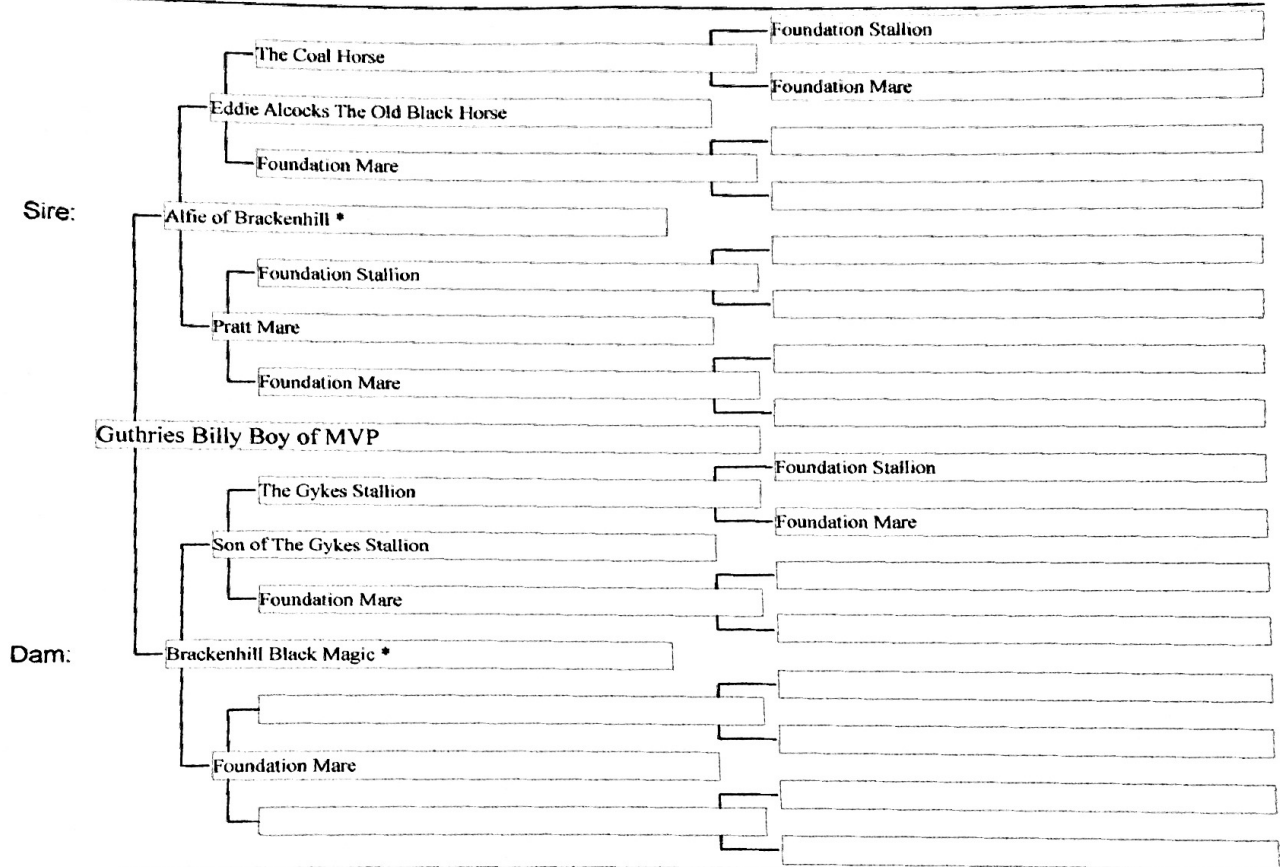 Foundation Stallion
The Coal Horse
Foundation Mare
Eddie Alcocks The Old Black Horse
Foundation Mare
Sire:
Alfie of Brackenhill *
Foundation Stallion
Pratt Mare
Foundation Mare
Guthries Billy Boy of MVP
Foundation Stallion
The Gykes Stallion
Foundation Mare
Son of The Gykes Stallion
Foundation Mare
Dam:
Brackenhill Black Magic *
Foundation Mare